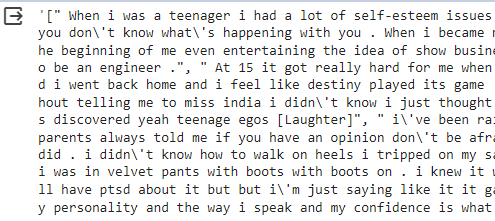 '[" When i was a teenager i had a lot of self-esteem issues
you don\'t know what\'s happening with you . When i became
he beginning of me even entertaining the idea of show busin
o be an engineer .", " At 15 it got really hard for me when
d i went back home and i feel like destiny played its game
hout telling me to miss india i didn\'t know i just thought
s discovered yeah teenage egos [Laughter]", " i\'ve been rai
parents always told me if you have an opinion don\'t be afra
did . i didn\'t know how to walk on heels i tripped on my sa
i was in velvet pants with boots with boots on . i knew it w
ll have ptsd about it but but i\'m just saying like it it ga
y personality and the way i speak and my confidence is what